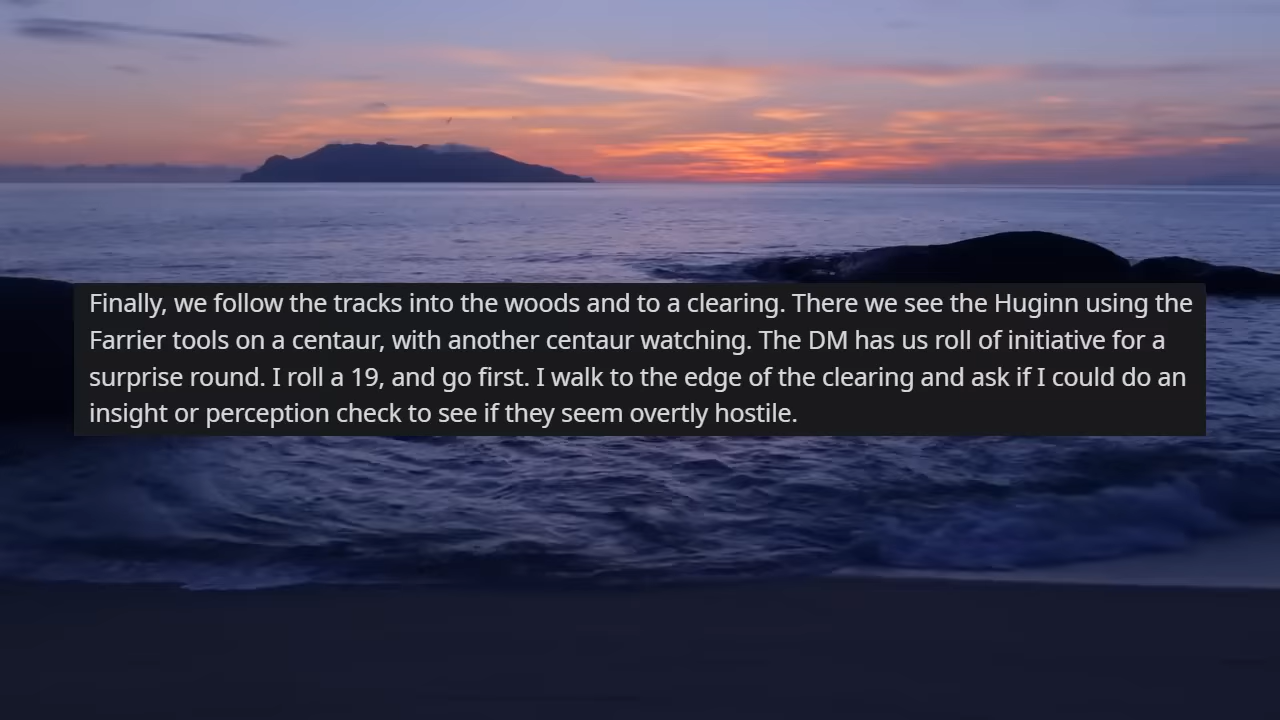 Finally, we follow the tracks into the woods and to a clearing. There we see the Huginn using the
Farrier tools on a centaur, with another centaur watching. The DM has us roll of initiative for a
surprise round. I roll a 19, and go first. I walk to the edge of the clearing and ask if I could do an
insight or perception check to see if they seem overtly hostile.